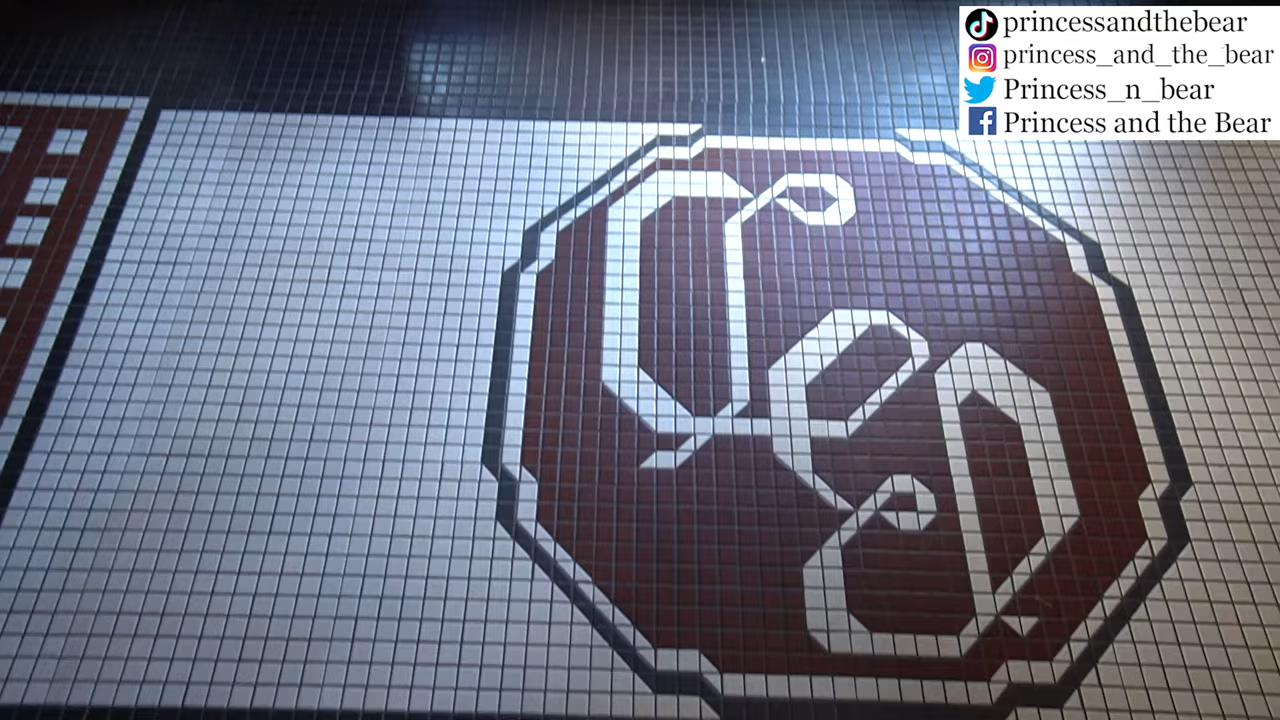 princessandthebear
princess_and_the_bear
Princess_n_bear
Princess and the Bear